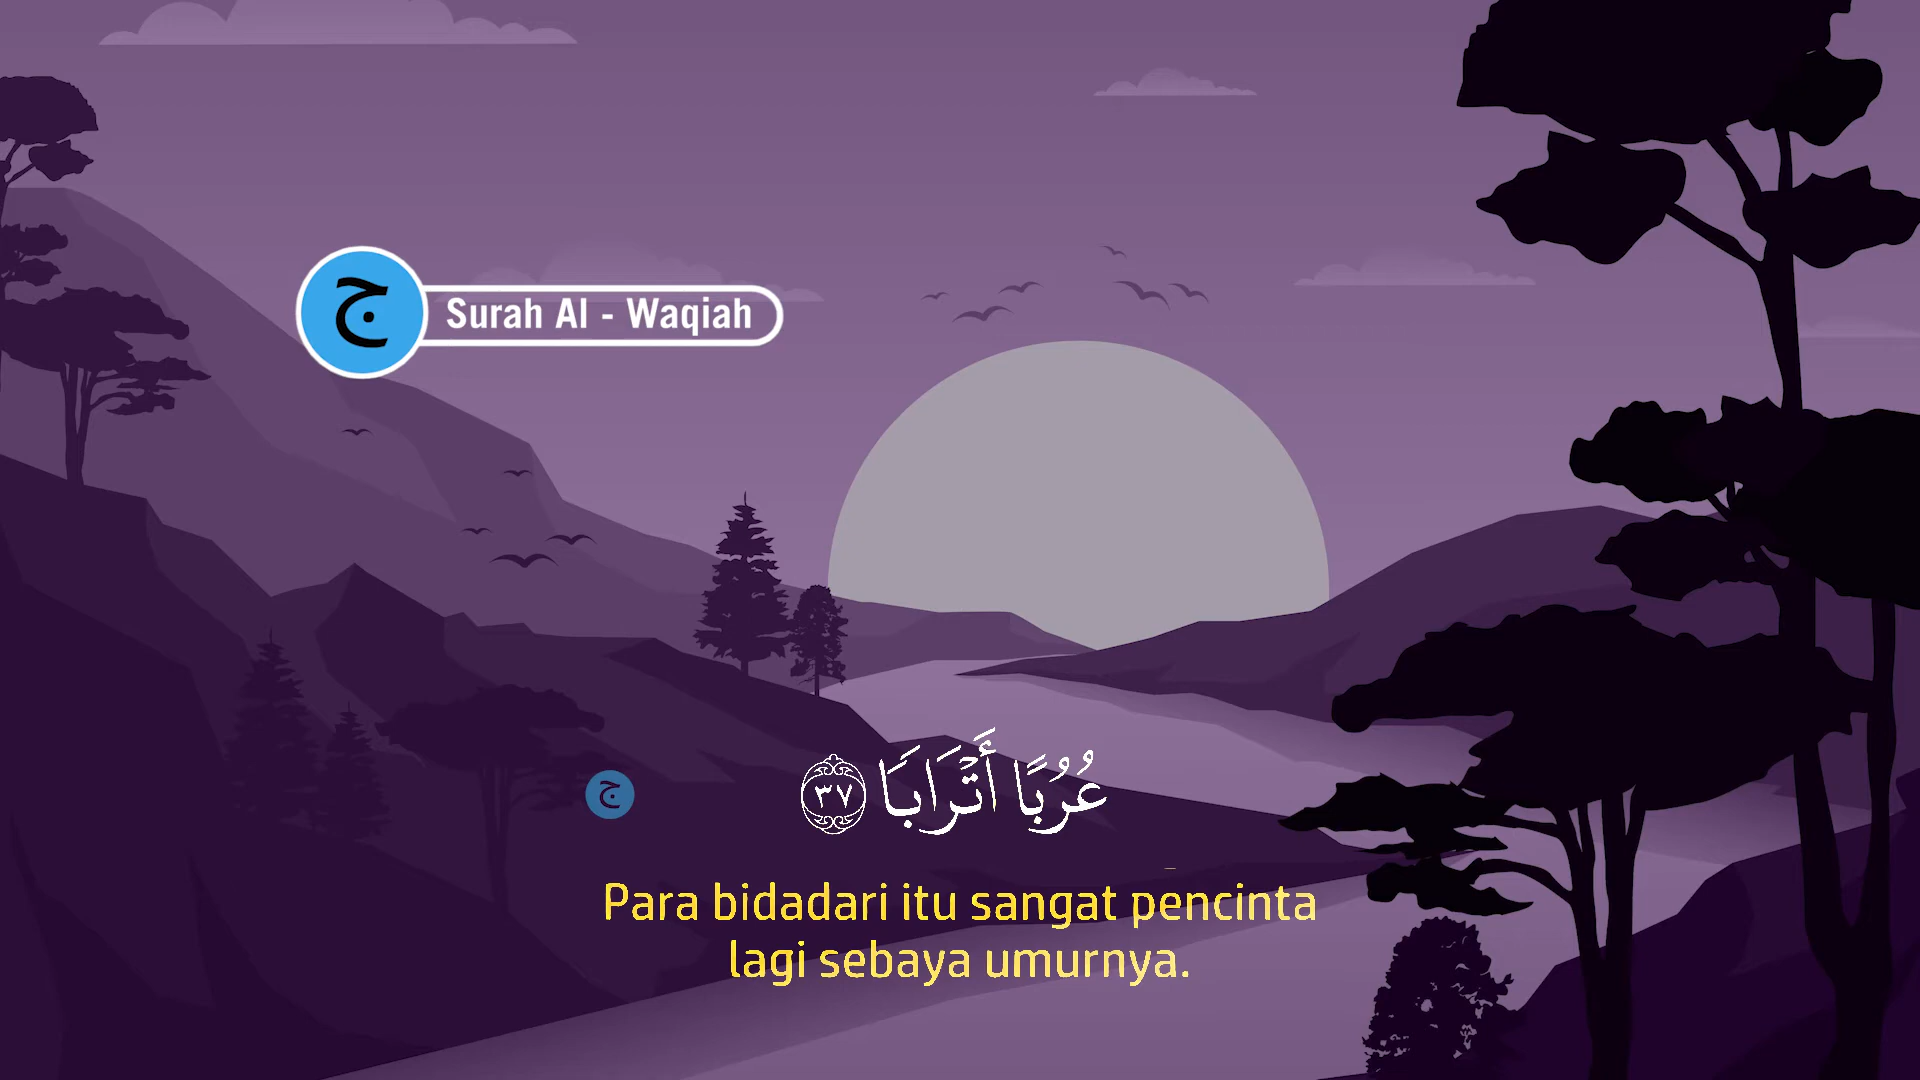 ج
Surah Al - Waqiah
ج
عُرُبًا أَتْرَابًا ٣٧
Para bidadari itu sangat pencinta
lagi sebaya umurnya.